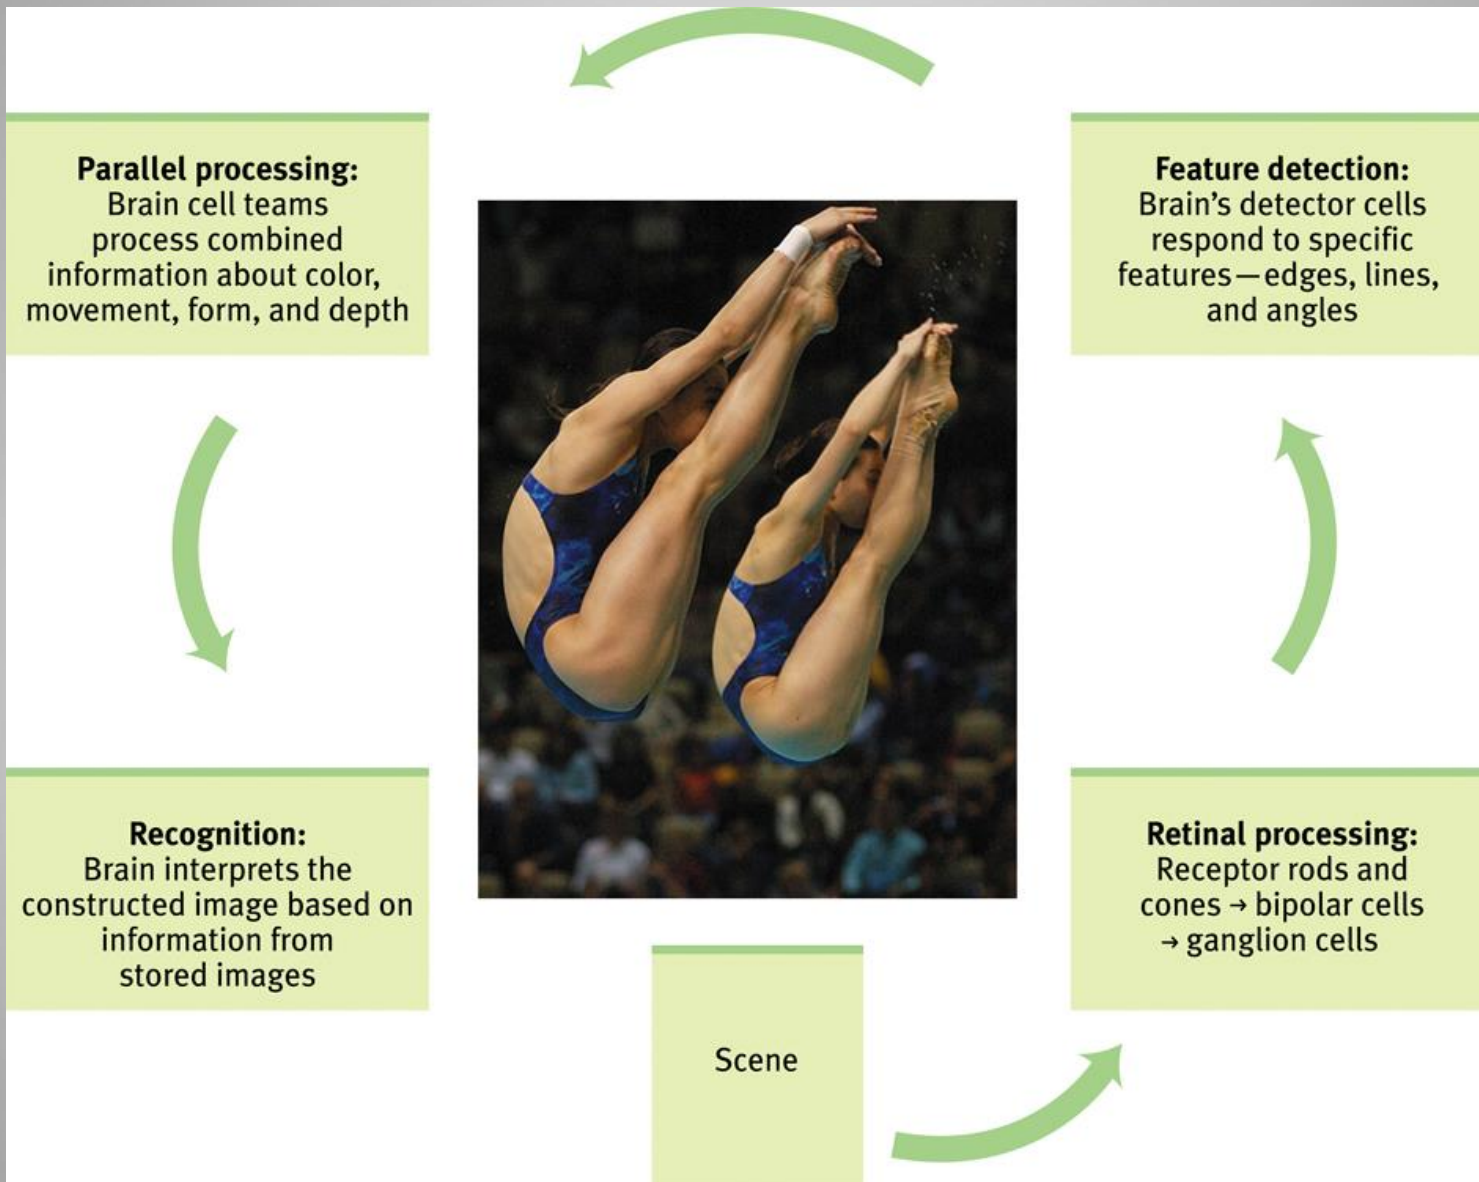 Parallel processing:
Brain cell teams
process combined
information about color,
movement, form, and depth
Feature detection:
Brain's detector cells
respond to specific
features—edges, lines,
and angles
Recognition:
Brain interprets the
constructed image based on
information from
stored images
Retinal processing:
Receptor rods and
cones → bipolar cells
→ ganglion cells
Scene